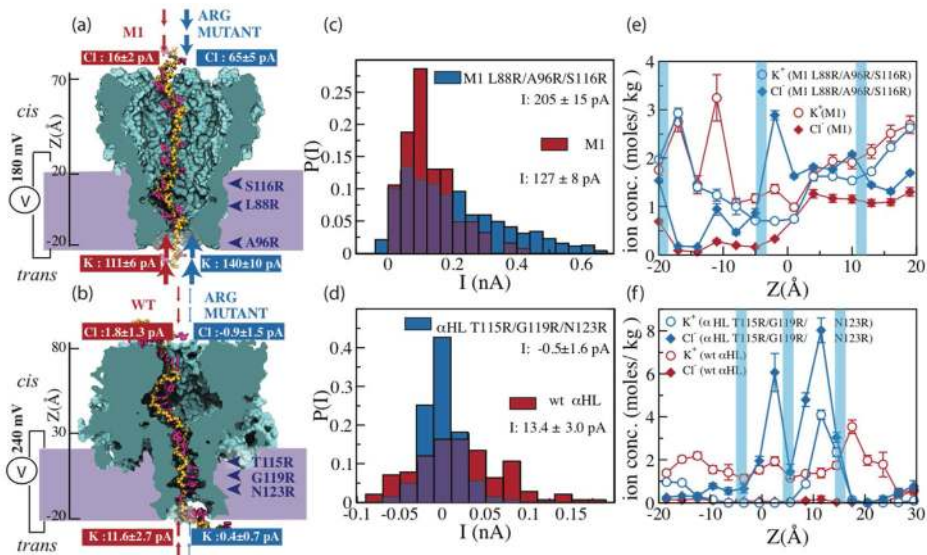 (a)
M1
ARG
MUTANT
Cl : 16±2 pA
Cl : 65±5 pA
70
cis
Z(Å)
180 mV
V
20
S116R
L88R
-20
A96R
trans
K : 111±6 pA
K : 140±10 pA
(b)
WT
ARG
MUTANT
Cl :1.8±1.3 pA
Cl :-0.9±1.5 pA
80
cis
Z(Å)
240 mV
V
30
T115R
G119R
N123R
-20
trans
K :11.6±2.7 pA
K :0.4±0.7 pA
(c)
P(I)
0.3
0.25
0.2
0.15
0.1
0.05
0
M1 L88R/A96R/S116R
I: 205 ± 15 pA
M1
I: 127 ± 8 pA
0 0.2 0.4 0.6
I (nA)
(d)
P(I)
0.5
0.4
0.3
0.2
0.1
0
αHL T115R/G119R/N123R
I: -0.5±1.6 pA
wt αHL
I: 13.4 ± 3.0 pA
-0.1 -0.05 0 0.05 0.10 0.15
I (nA)
(e)
ion conc. (moles/ kg)
4
3
2
1
0
K+ (M1 L88R/A96R/S116R)
Cl- (M1 L88R/A96R/S116R)
K+(M1)
Cl- (M1)
-20 -15 -10 -5 0 5 10 15 20
Z(Å)
(f)
ion conc. (moles/ kg)
8
6
4
2
0
K+ (α HL T115R/G119R/ N123R)
Cl- (α HL T115R/G119R/ N123R)
K+ (wt αHL)
Cl- (wt αHL)
-20 -10 0 10 20 30
Z(Å)